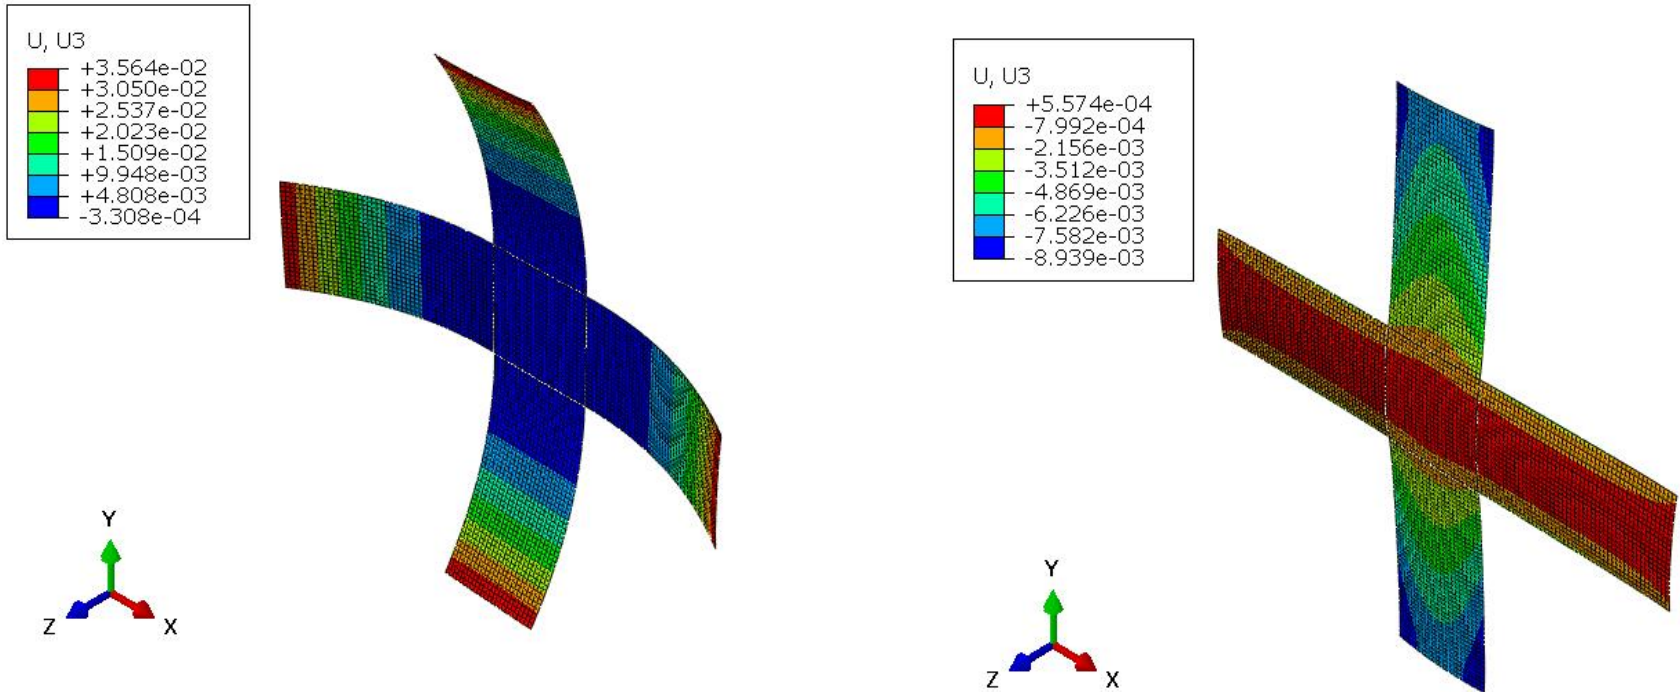 U, U3
+3.564e-02
+3.050e-02
+2.537e-02
+2.023e-02
+1.509e-02
+9.948e-03
+4.808e-03
-3.308e-04
Y
Z
X
U, U3
+5.574e-04
-7.992e-04
-2.156e-03
-3.512e-03
-4.869e-03
-6.226e-03
-7.582e-03
-8.939e-03
Y
Z
X